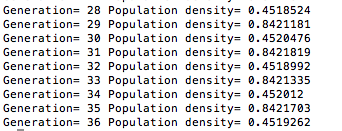 Generation= 28 Population density= 0.4518524
Generation= 29 Population density= 0.8421181
Generation= 30 Population density= 0.4520476
Generation= 31 Population density= 0.8421819
Generation= 32 Population density= 0.4518992
Generation= 33 Population density= 0.8421335
Generation= 34 Population density= 0.452012
Generation= 35 Population density= 0.8421703
Generation= 36 Population density= 0.4519262